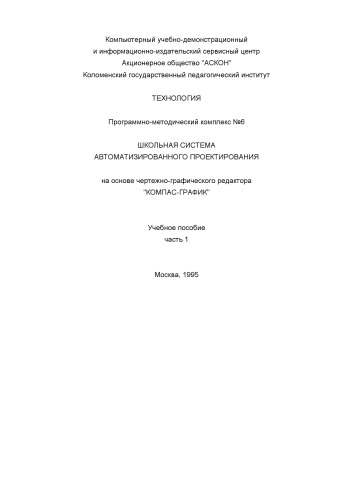 Компьютерный учебно-демонстрационный
и информационно-издательский сервисный центр
Акционерное общество "АСКОН"
Коломенский государственный педагогический институт
ТЕХНОЛОГИЯ
Программно-методический комплекс №6
ШКОЛЬНАЯ СИСТЕМА
АВТОМАТИЗИРОВАННОГО ПРОЕКТИРОВАНИЯ
на основе чертежно-графического редактора
"КОМПАС-ГРАФИК"
Учебное пособие
часть 1
Москва, 1995